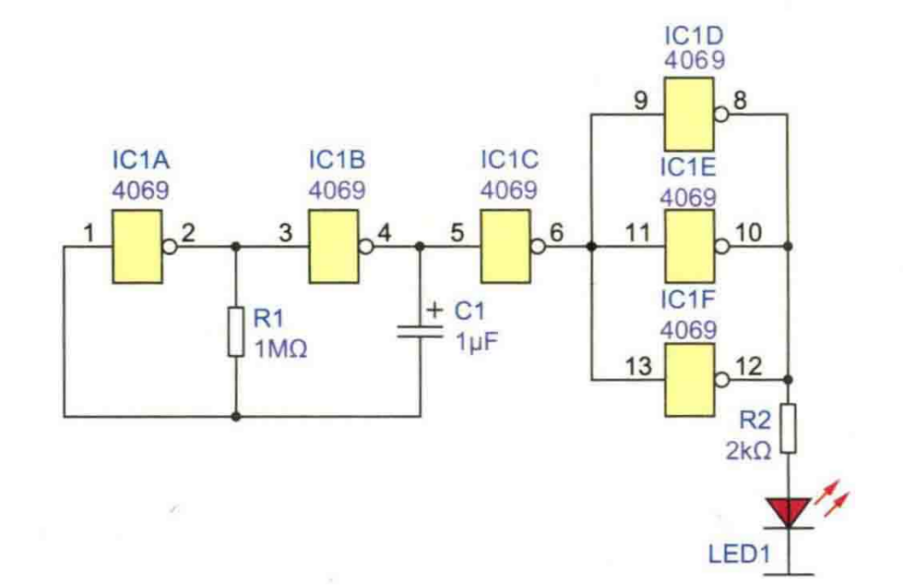 IC1D
4069
9
8
IC1A
4069
IC1B
4069
IC1C
4069
IC1E
4069
1
2
3
4
5
6
11
10
IC1F
4069
R1
1MΩ
+
C1
1µF
13
12
R2
2kΩ
LED1